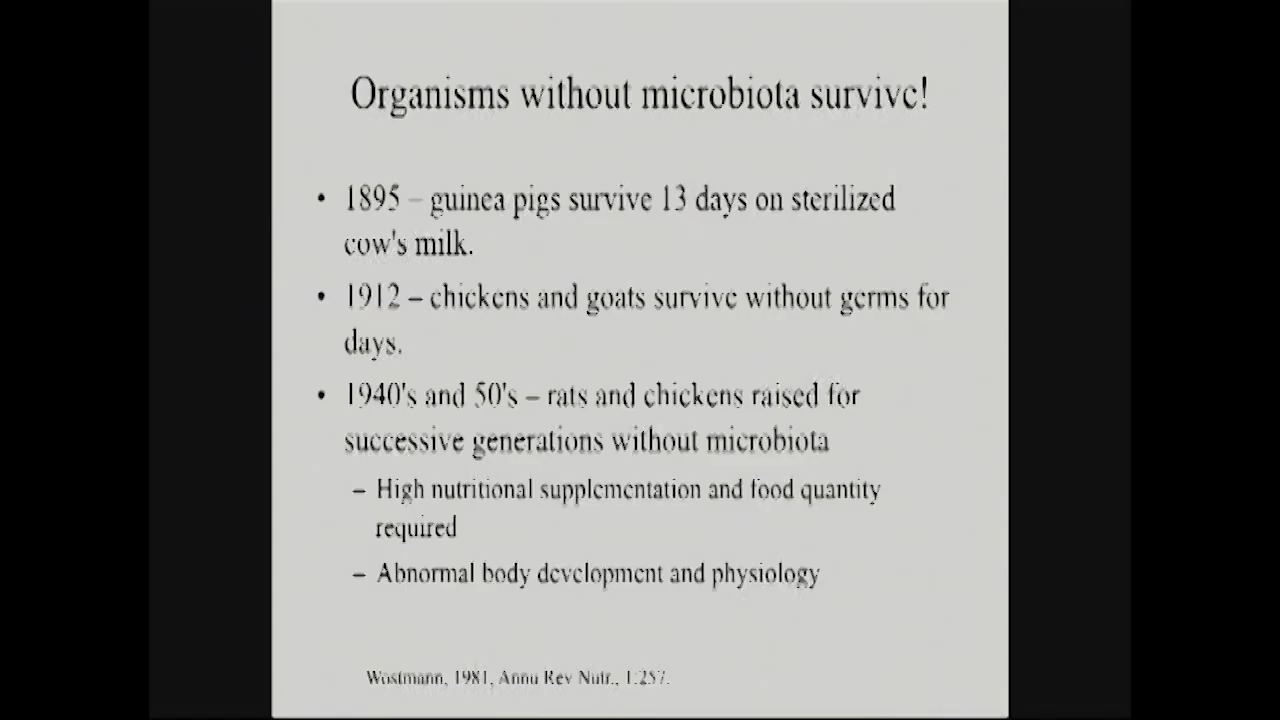 Organisms without microbiota survive!
• 1895 – guinea pigs survive 13 days on sterilized
cow's milk.
• 1912 – chickens and goats survive without germs for
days.
• 1940's and 50's – rats and chickens raised for
successive generations without microbiota
– High nutritional supplementation and food quantity
required
– Abnormal body development and physiology
Wostmann, 1981, Annu Rev Nutr., 1:257.